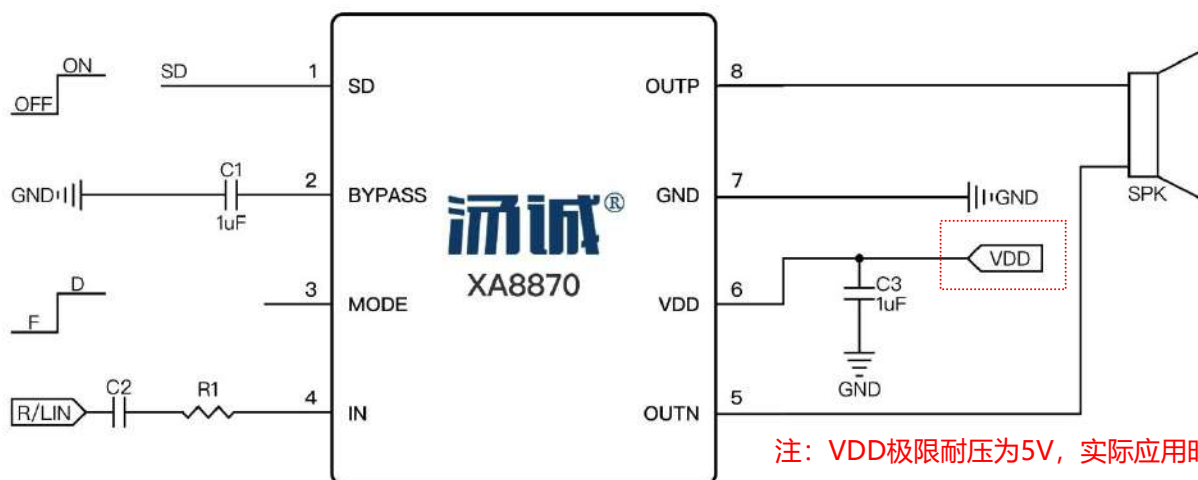 ON
OFF
SD
1
SD
GND
C1
1uF
2
BYPASS
D
F
3
MODE
R/LIN
C2
R1
4
IN
汤诚®
XA8870
OUTP
8
GND
7
GND
VDD
6
VDD
C3
1uF
GND
OUTN
5
SPK
注：VDD极限耐压为5V，实际应用时